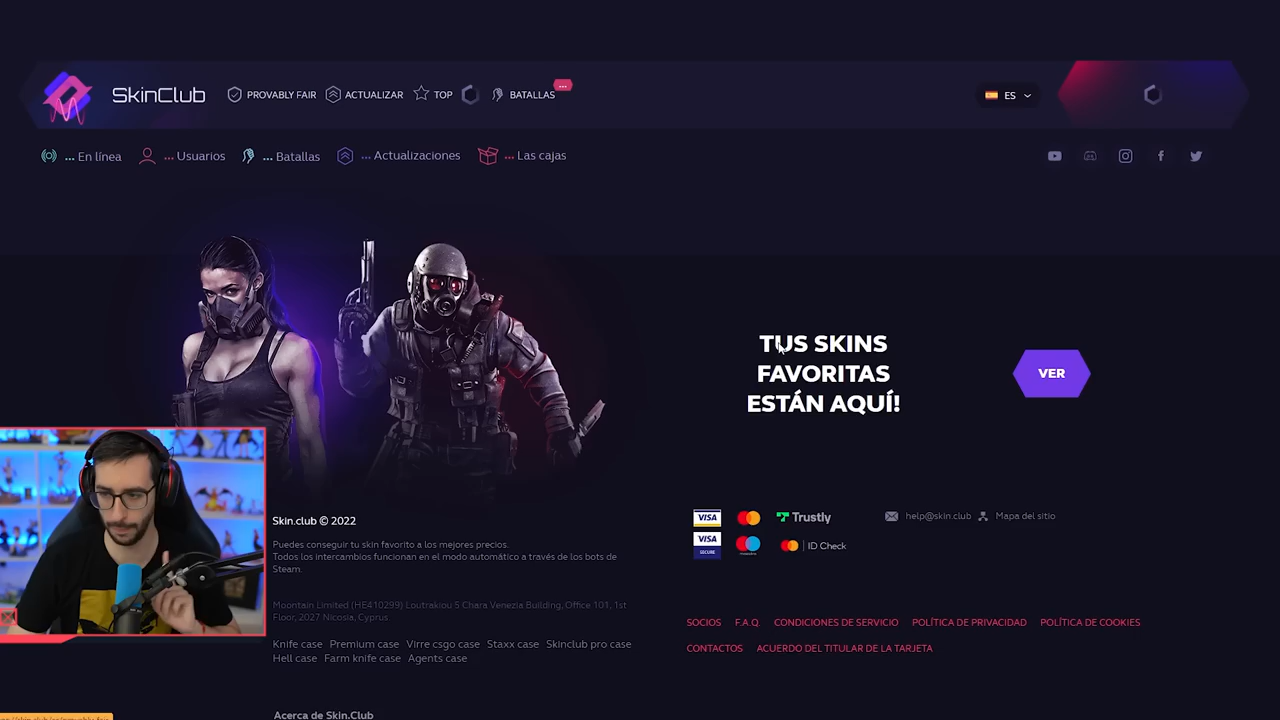 SkinClub
PROVABLY FAIR
ACTUALIZAR
TOP
BATALLAS
...
ES
... En línea
... Usuarios
... Batallas
... Actualizaciones
... Las cajas
TUS SKINS
FAVORITAS
ESTÁN AQUÍ!
VER
Skin.club © 2022
Puedes conseguir tu skin favorito a los mejores precios.
Todos los intercambios funcionan en el modo automático a través de los bots de
Steam.
Moontain Limited (HE410299) Loutrakiou 5 Chara Venezia Building, Office 101, 1st
Floor, 2027 Nicosia, Cyprus
Knife case Premium case Virre csgo case Staxx case Skinclub pro case
Hell case Farm knife case Agents case
VISA
Trustly
VISA
SECURE
ID Check
help@skin.club
Mapa del sitio
SOCIOS F.A.Q. CONDICIONES DE SERVICIO POLÍTICA DE PRIVACIDAD POLÍTICA DE COOKIES
CONTACTOS ACUERDO DEL TITULAR DE LA TARJETA
Acerca de Skin.Club